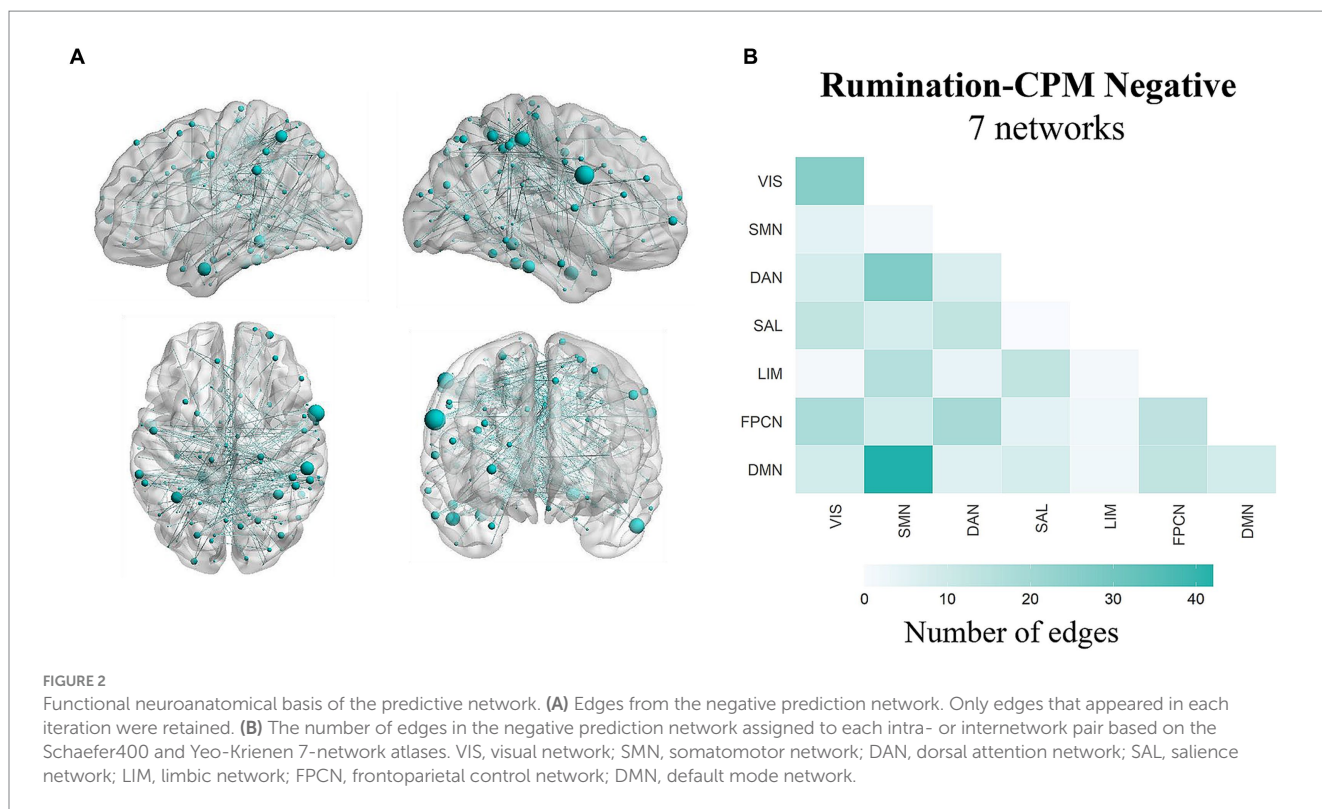 A
B
Rumination-CPM Negative
7 networks
VIS
SMN
DAN
SAL
LIM
FPCN
DMN
VIS SMN DAN SAL LIM FPCN DMN
0 10 20 30 40
Number of edges
FIGURE 2
Functional neuroanatomical basis of the predictive network. (A) Edges from the negative prediction network. Only edges that appeared in each
iteration were retained. (B) The number of edges in the negative prediction network assigned to each intra- or internetwork pair based on the
Schaefer400 and Yeo-Krienen 7-network atlases. VIS, visual network; SMN, somatomotor network; DAN, dorsal attention network; SAL, salience
network; LIM, limbic network; FPCN, frontoparietal control network; DMN, default mode network.